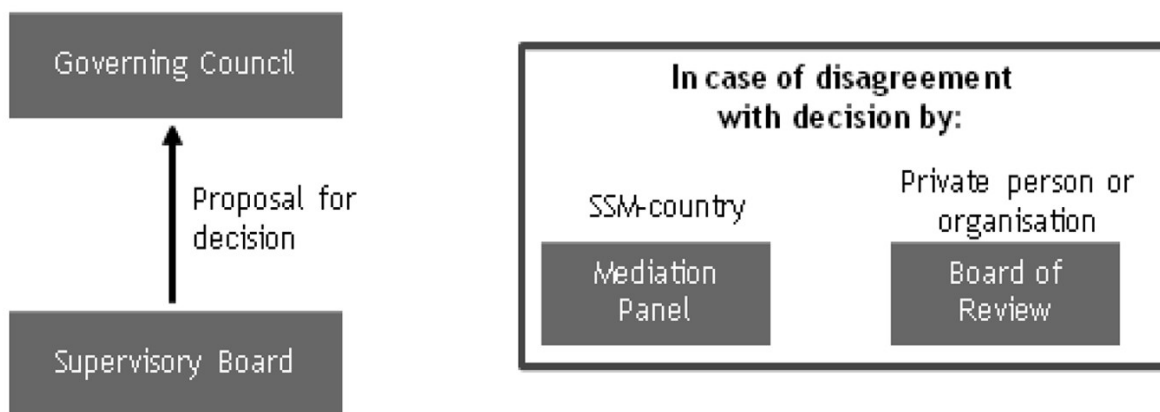 Governing Council
Proposal for
decision
Supervisory Board
In case of disagreement
with decision by:
SSM-country
Mediation
Panel
Private person or
organisation
Board of
Review